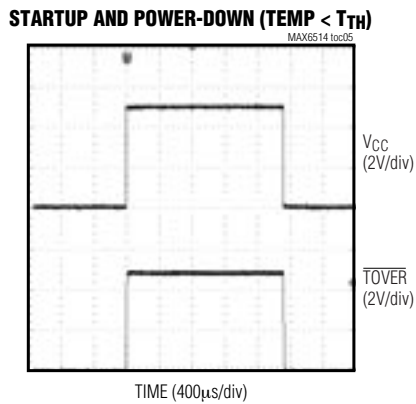 STARTUP AND POWER-DOWN (TEMP < TTH)
MAX6514 toc05
VCC
(2V/div)
TOVER
(2V/div)
TIME (400μs/div)